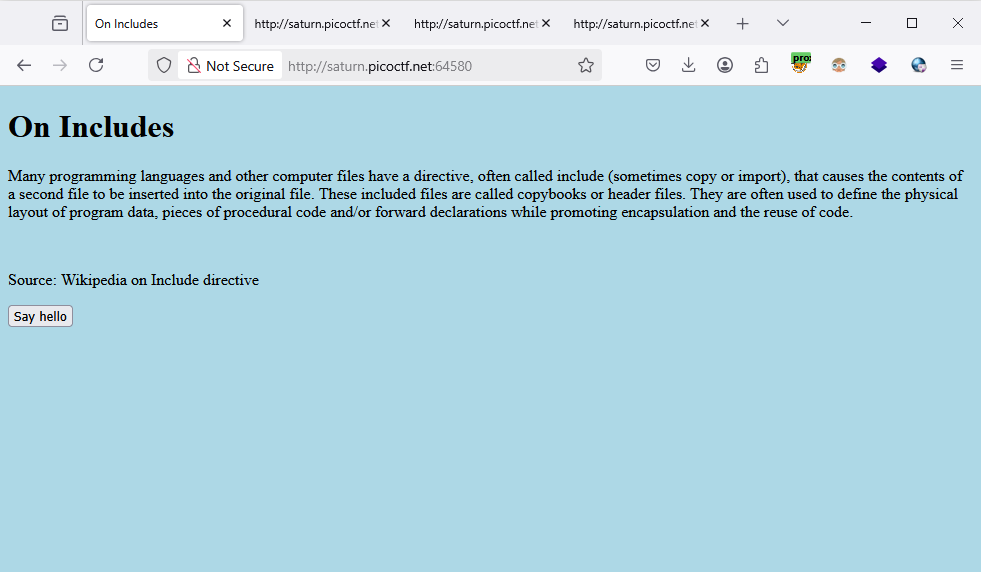 On Includes
http://saturn.picoctf.net
http://saturn.picoctf.net
http://saturn.picoctf.net
Not Secure
http://saturn.picoctf.net:64580
pro
On Includes
Many programming languages and other computer files have a directive, often called include (sometimes copy or import), that causes the contents of
a second file to be inserted into the original file. These included files are called copybooks or header files. They are often used to define the physical
layout of program data, pieces of procedural code and/or forward declarations while promoting encapsulation and the reuse of code.
Source: Wikipedia on Include directive
Say hello